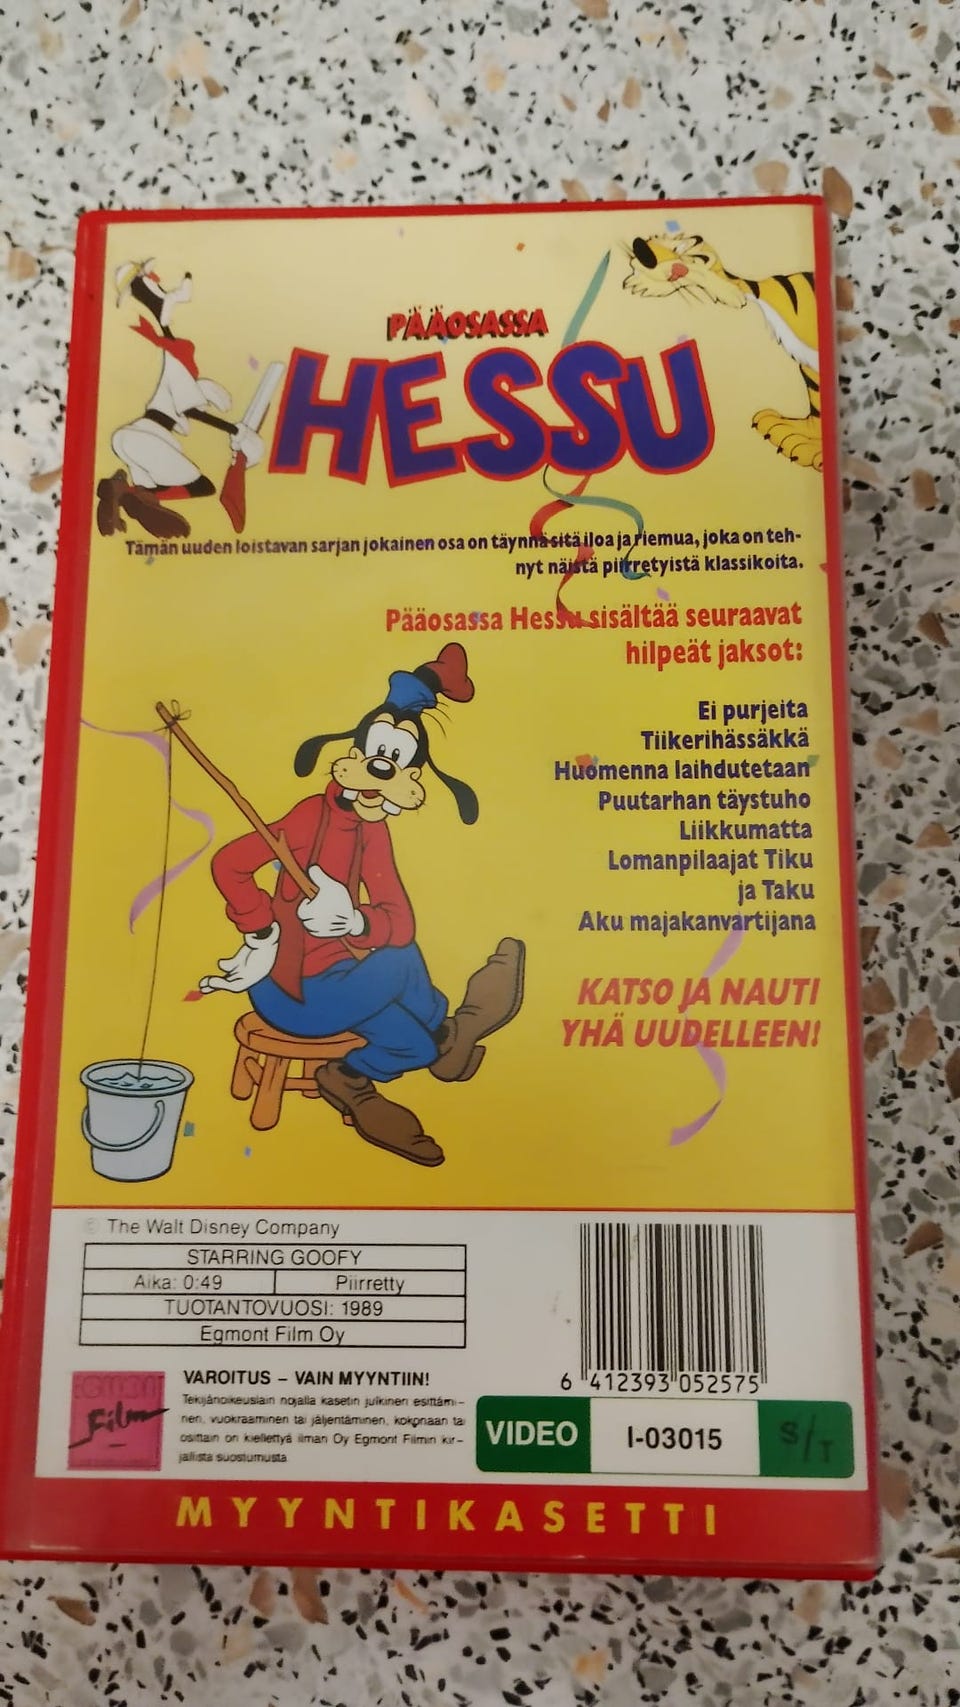 PÄÄOSASSA
HESSU
Tämän uuden loistavan sarjan jokainen osa on täynnä sitä iloa ja riemua, joka on teh-
nyt näistä piirretyistä klassikoita.
Pääosassa Hessu sisältää seuraavat
hilpeät jaksot:
Ei purjeita
Tiikerihässäkkä
Huomenna laihdutetaan
Puutarhan täystuho
Liikkumatta
Lomanpilaajat Tiku
ja Taku
Aku majakanvartijana
KATSO JA NAUTI
YHÄ UUDELLEEN!
© The Walt Disney Company
STARRING GOOFY
Aika: 0:49 Piirretty
TUOTANTOVUOSI: 1989
Egmont Film Oy
EGMONT
Film
VAROITUS – VAIN MYYNTIIN!
Tekijänoikeuslain nojalla kasetin julkinen esittämi-
nen, vuokraaminen tai jäljentäminen, kokonaan tai
osittain on kiellettyä ilman Oy Egmont Filmin kir-
jallista suostumusta
6 412393 052575
VIDEO I-03015 S/T
MYYNTIKASETTI